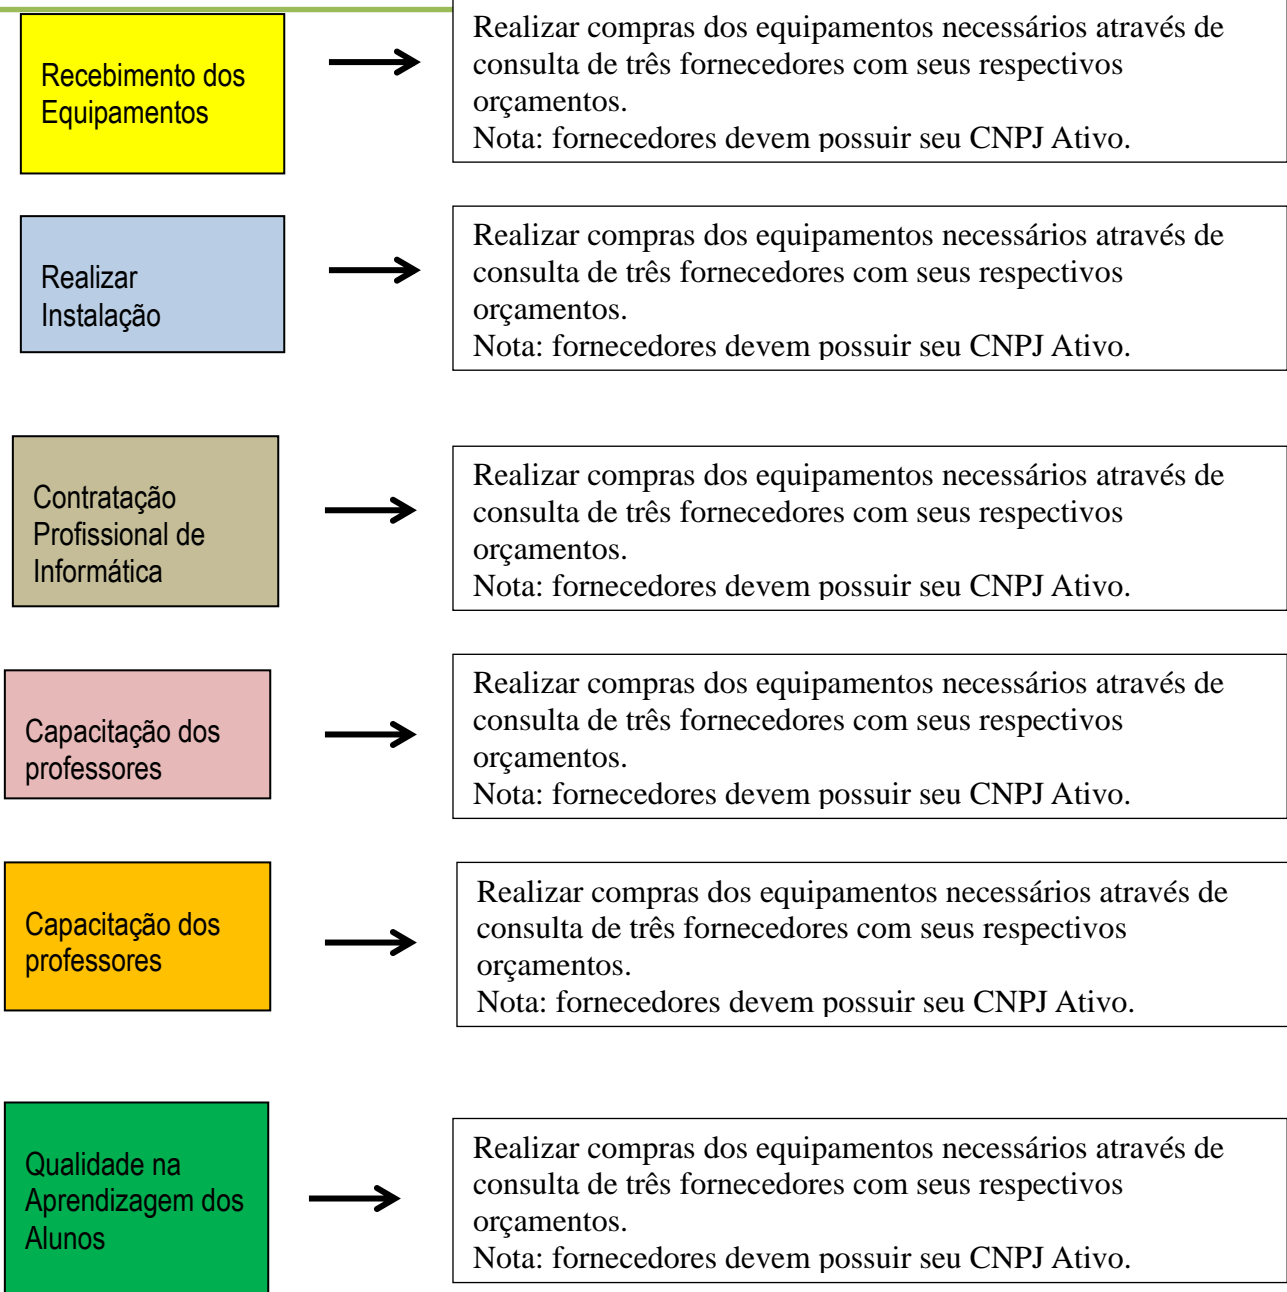 Recebimento dos
Equipamentos
Realizar compras dos equipamentos necessários através de
consulta de três fornecedores com seus respectivos
orçamentos.
Nota: fornecedores devem possuir seu CNPJ Ativo.
Realizar
Instalação
Realizar compras dos equipamentos necessários através de
consulta de três fornecedores com seus respectivos
orçamentos.
Nota: fornecedores devem possuir seu CNPJ Ativo.
Contratação
Profissional de
Informática
Realizar compras dos equipamentos necessários através de
consulta de três fornecedores com seus respectivos
orçamentos.
Nota: fornecedores devem possuir seu CNPJ Ativo.
Capacitação dos
professores
Realizar compras dos equipamentos necessários através de
consulta de três fornecedores com seus respectivos
orçamentos.
Nota: fornecedores devem possuir seu CNPJ Ativo.
Capacitação dos
professores
Realizar compras dos equipamentos necessários através de
consulta de três fornecedores com seus respectivos
orçamentos.
Nota: fornecedores devem possuir seu CNPJ Ativo.
Qualidade na
Aprendizagem dos
Alunos
Realizar compras dos equipamentos necessários através de
consulta de três fornecedores com seus respectivos
orçamentos.
Nota: fornecedores devem possuir seu CNPJ Ativo.